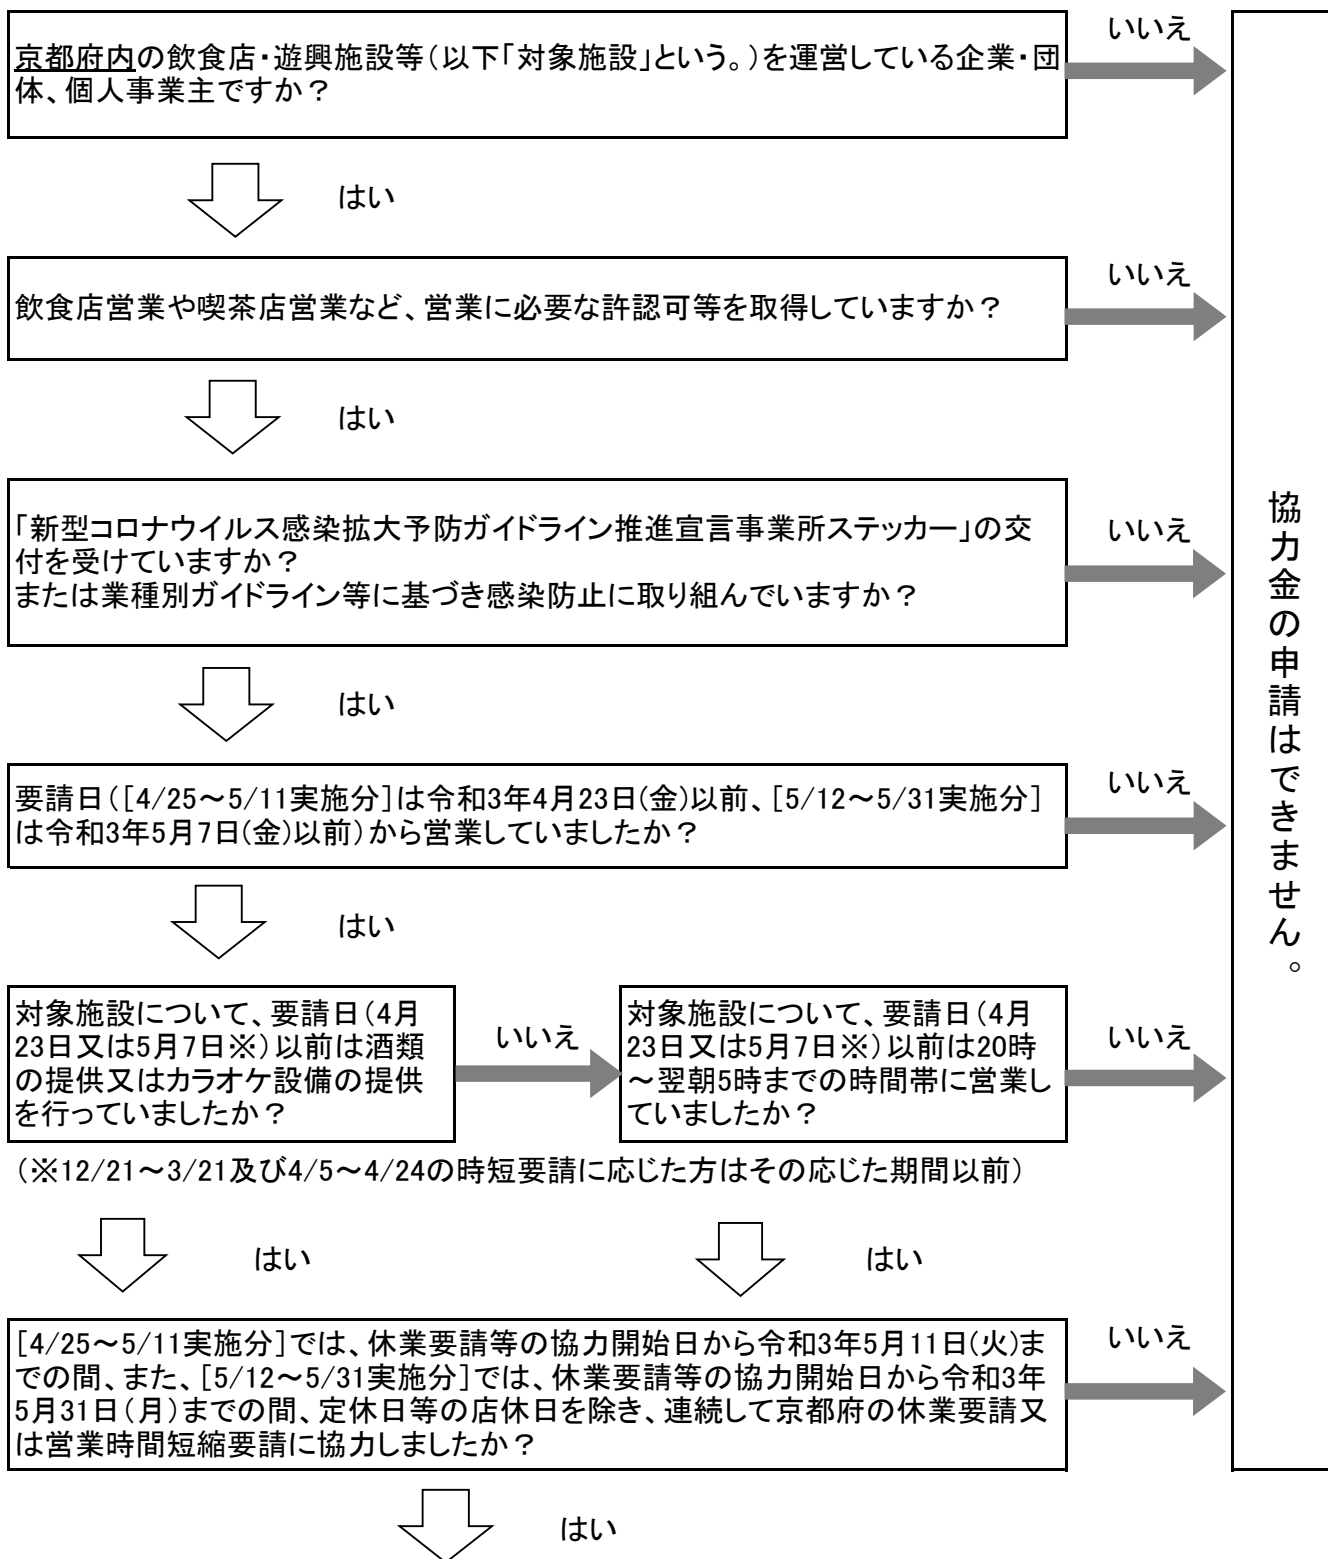 京都府内の飲食店・遊興施設等（以下「対象施設」という。）を運営している企業・団
体、個人事業主ですか？
いいえ
はい
飲食店営業や喫茶店営業など、営業に必要な許認可等を取得していますか？
いいえ
はい
「新型コロナウイルス感染拡大予防ガイドライン推進宣言事業所ステッカー」の交
付を受けていますか？
または業種別ガイドライン等に基づき感染防止に取り組んでいますか？
いいえ
はい
要請日（［4/25～5/11実施分］は令和3年4月23日(金)以前、［5/12～5/31実施分］
は令和3年5月7日(金)以前）から営業していましたか？
いいえ
はい
対象施設について、要請日（4月
23日又は5月7日※）以前は酒類
の提供又はカラオケ設備の提供
を行っていましたか？
いいえ
対象施設について、要請日（4月
23日又は5月7日※）以前は20時
～翌朝5時までの時間帯に営業し
ていましたか？
いいえ
（※12/21～3/21及び4/5～4/24の時短要請に応じた方はその応じた期間以前）
はい
はい
［4/25～5/11実施分］では、休業要請等の協力開始日から令和3年5月11日(火)ま
での間、また、［5/12～5/31実施分］では、休業要請等の協力開始日から令和3年
5月31日（月）までの間、定休日等の店休日を除き、連続して京都府の休業要請又
は営業時間短縮要請に協力しましたか？
いいえ
はい
協力金の申請はできません。